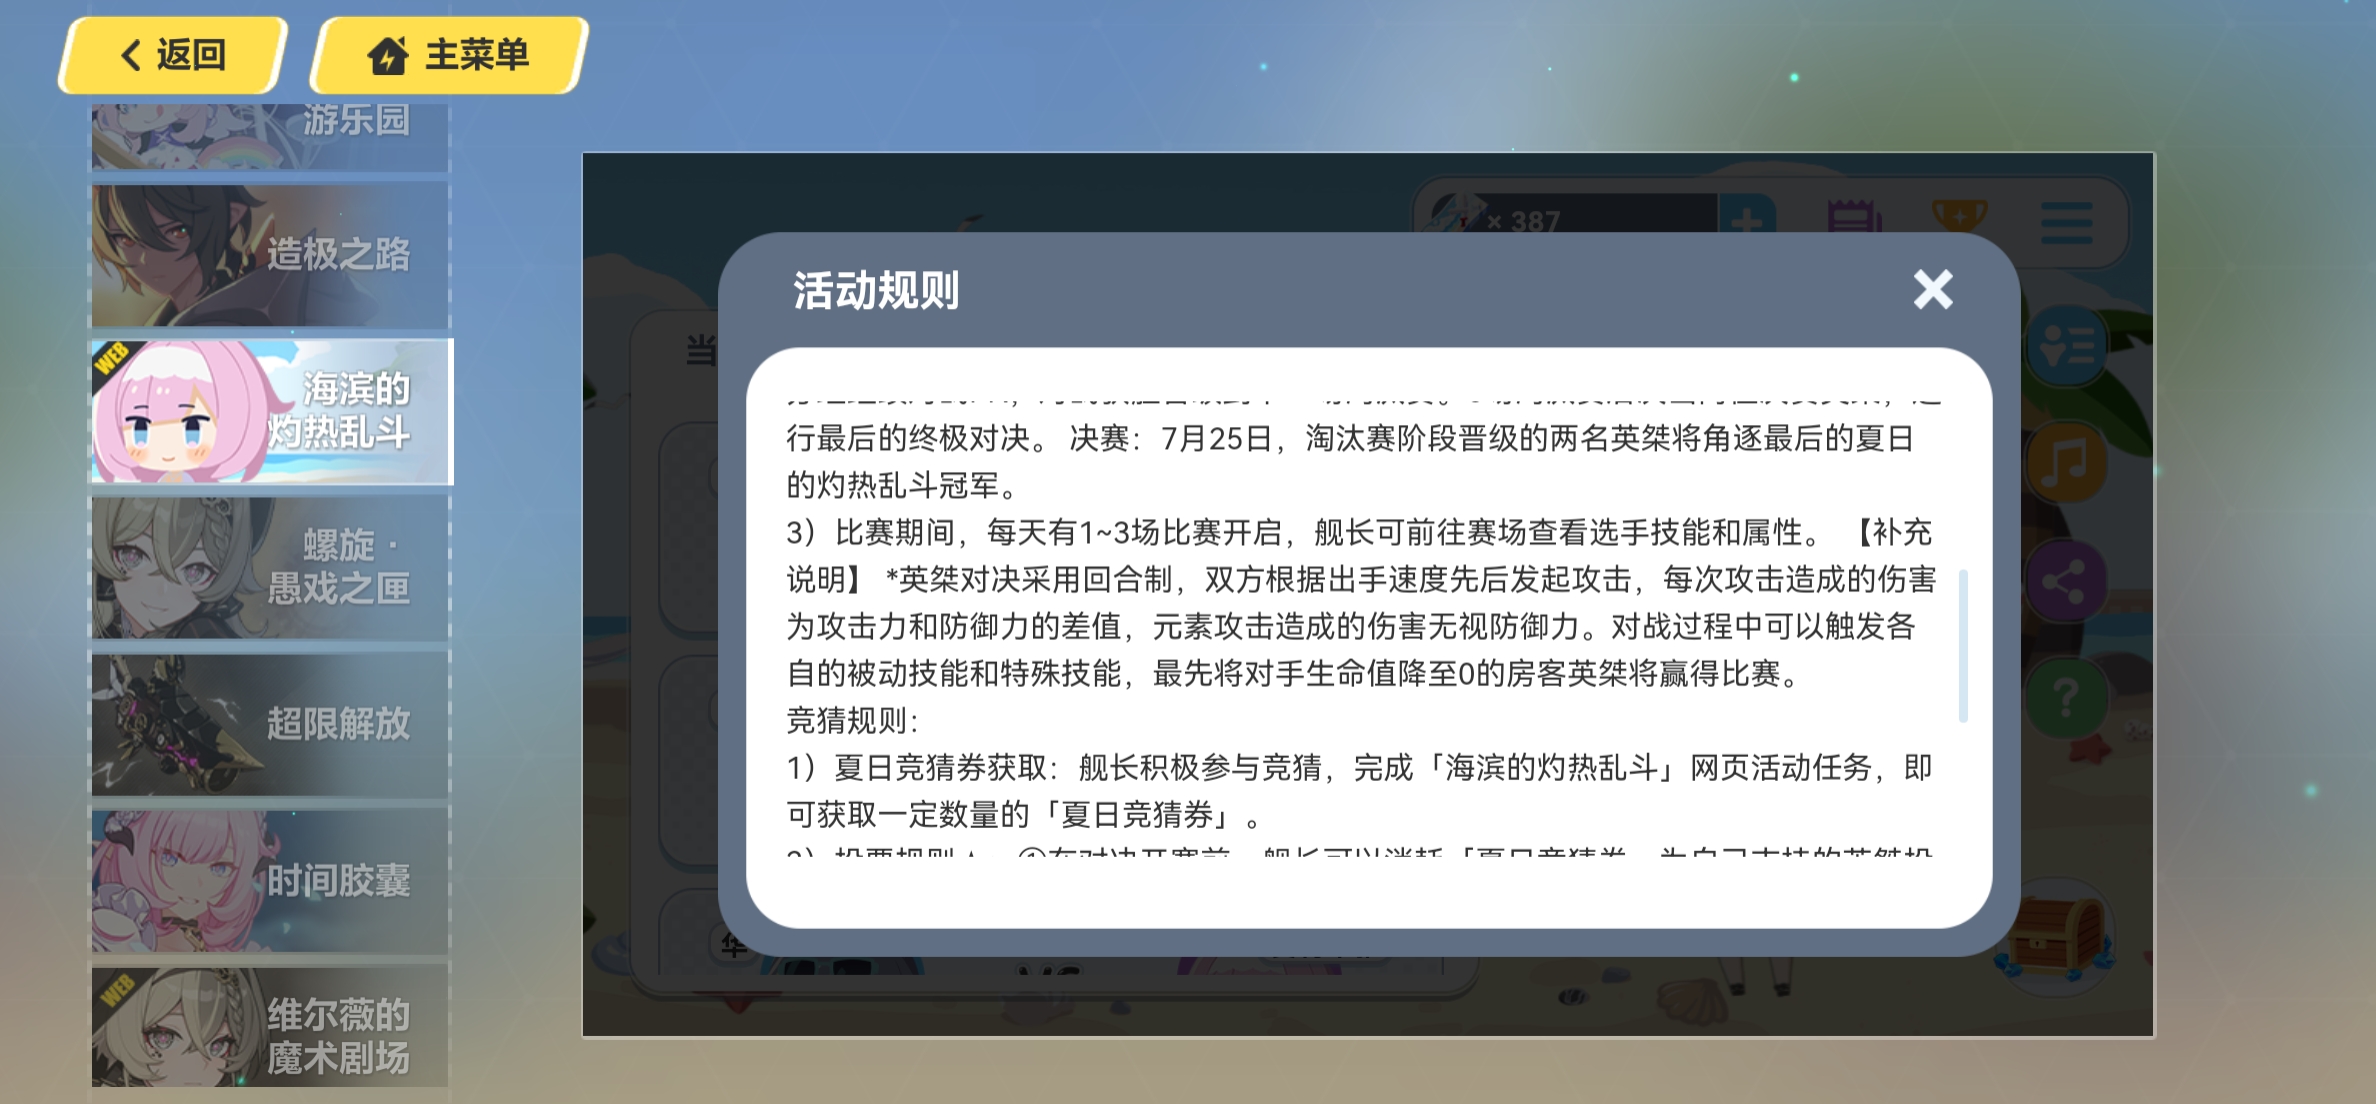 返回
主菜单
游乐园
造极之路
WEB
海滨的
灼热乱斗
螺旋·
愚戏之匣
超限解放
时间胶囊
WEB
维尔薇的
魔术剧场
× 387
当
活动规则
行最后的终极对决。 决赛：7月25日，淘汰赛阶段晋级的两名英桀将角逐最后的夏日
的灼热乱斗冠军。
3）比赛期间，每天有1~3场比赛开启，舰长可前往赛场查看选手技能和属性。 【补充
说明】 *英桀对决采用回合制，双方根据出手速度先后发起攻击，每次攻击造成的伤害
为攻击力和防御力的差值，元素攻击造成的伤害无视防御力。对战过程中可以触发各
自的被动技能和特殊技能，最先将对手生命值降至0的房客英桀将赢得比赛。
竞猜规则：
1）夏日竞猜券获取：舰长积极参与竞猜，完成「海滨的灼热乱斗」网页活动任务，即
可获取一定数量的「夏日竞猜券」。
华